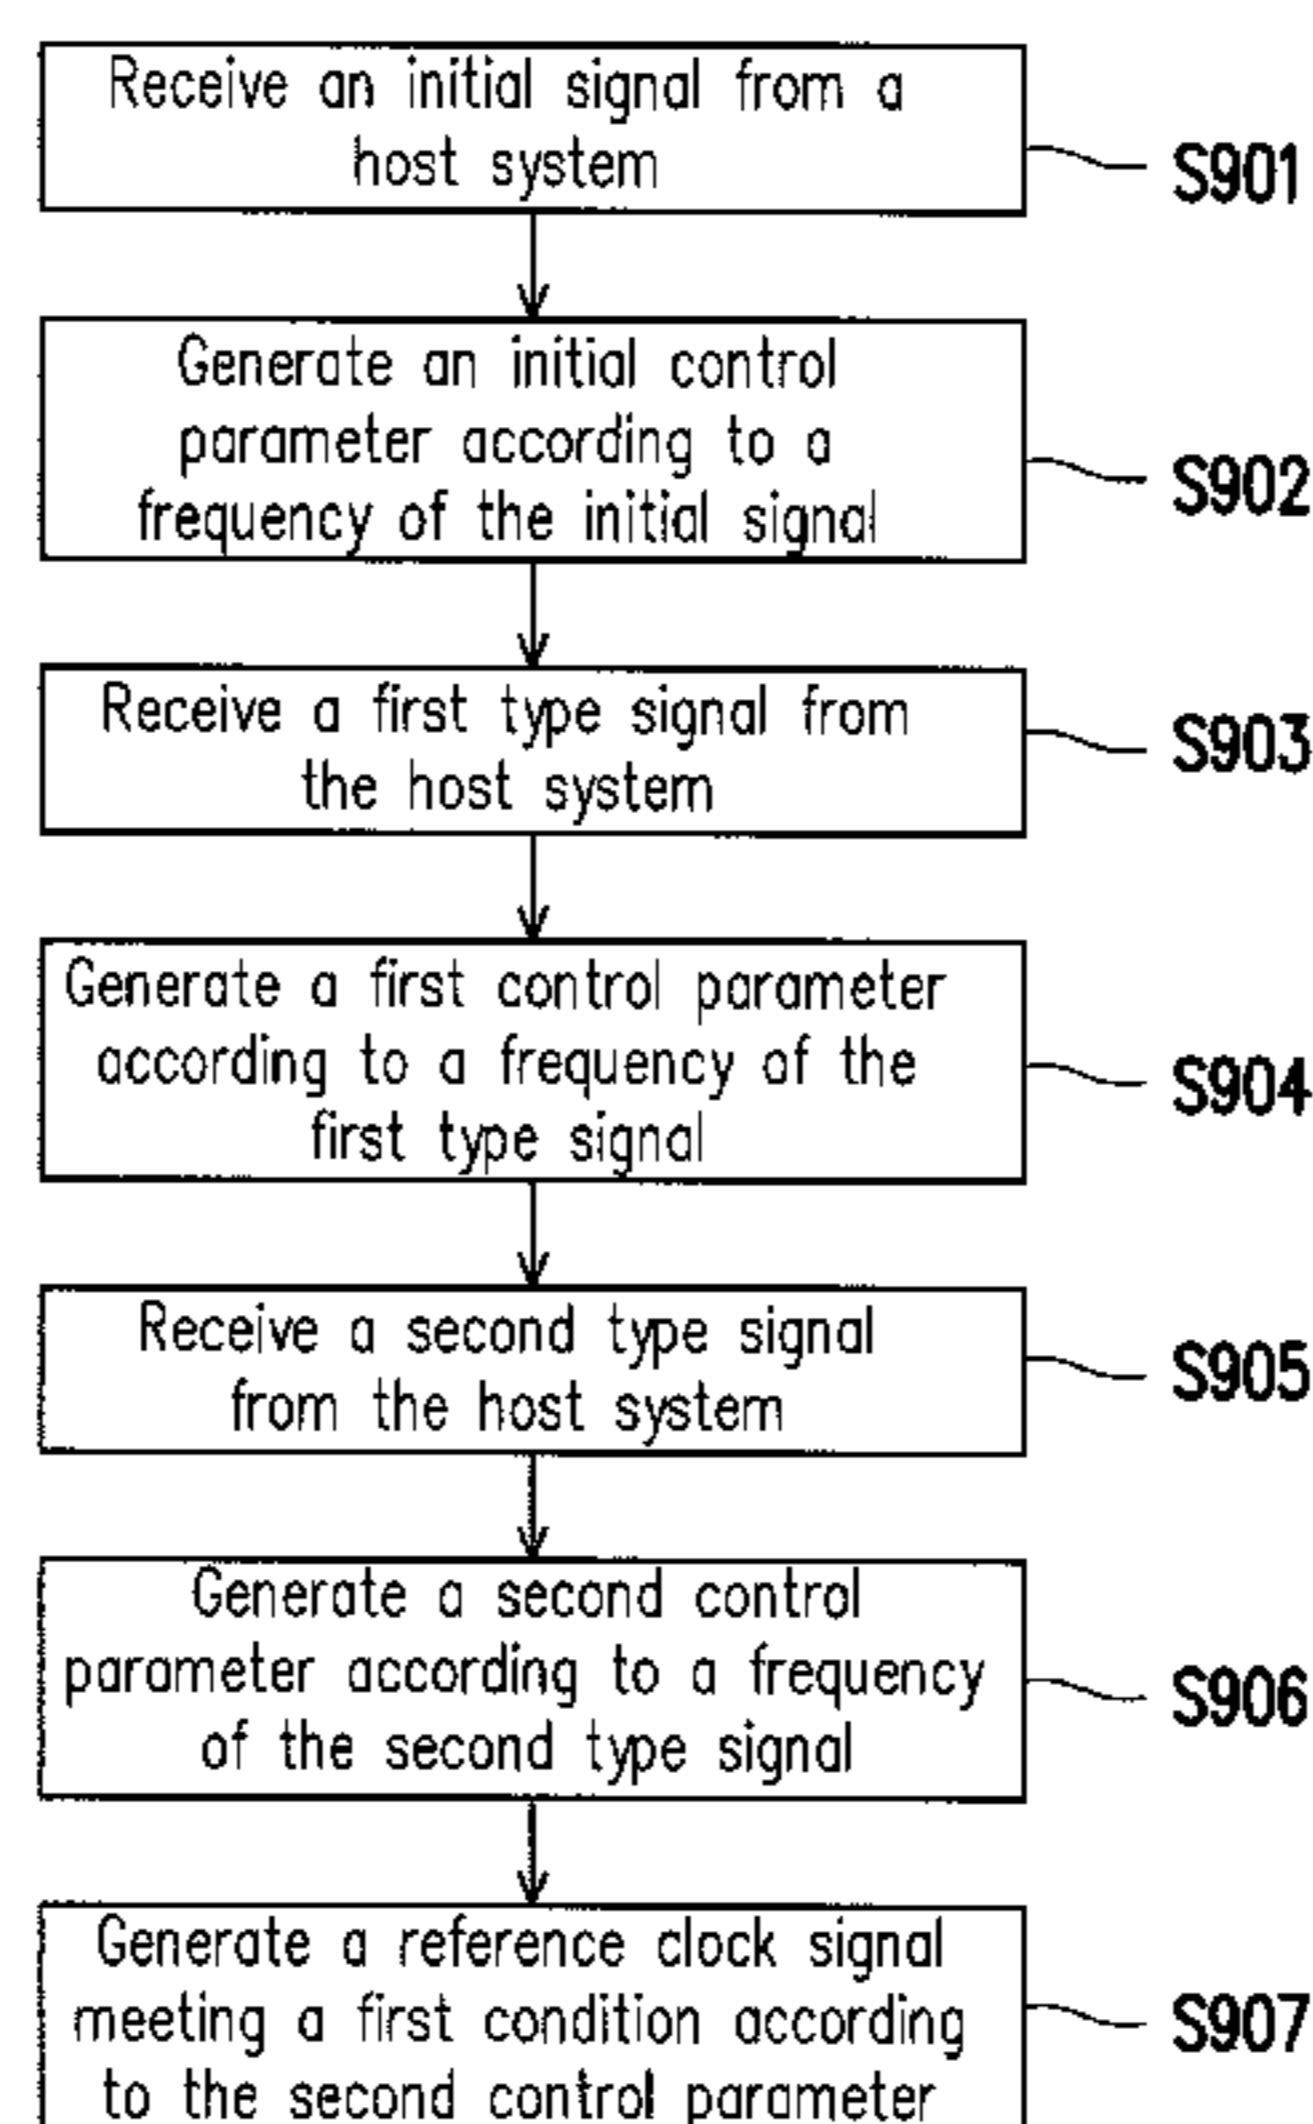 Receive an initial signal from a
host system
S901
Generate an initial control
parameter according to a
frequency of the initial signal
S902
Receive a first type signal from
the host system
S903
Generate a first control parameter
according to a frequency of the
first type signal
S904
Receive a second type signal
from the host system
S905
Generate a second control
parameter according to a frequency
of the second type signal
S906
Generate a reference clock signal
meeting a first condition according
to the second control parameter
S907